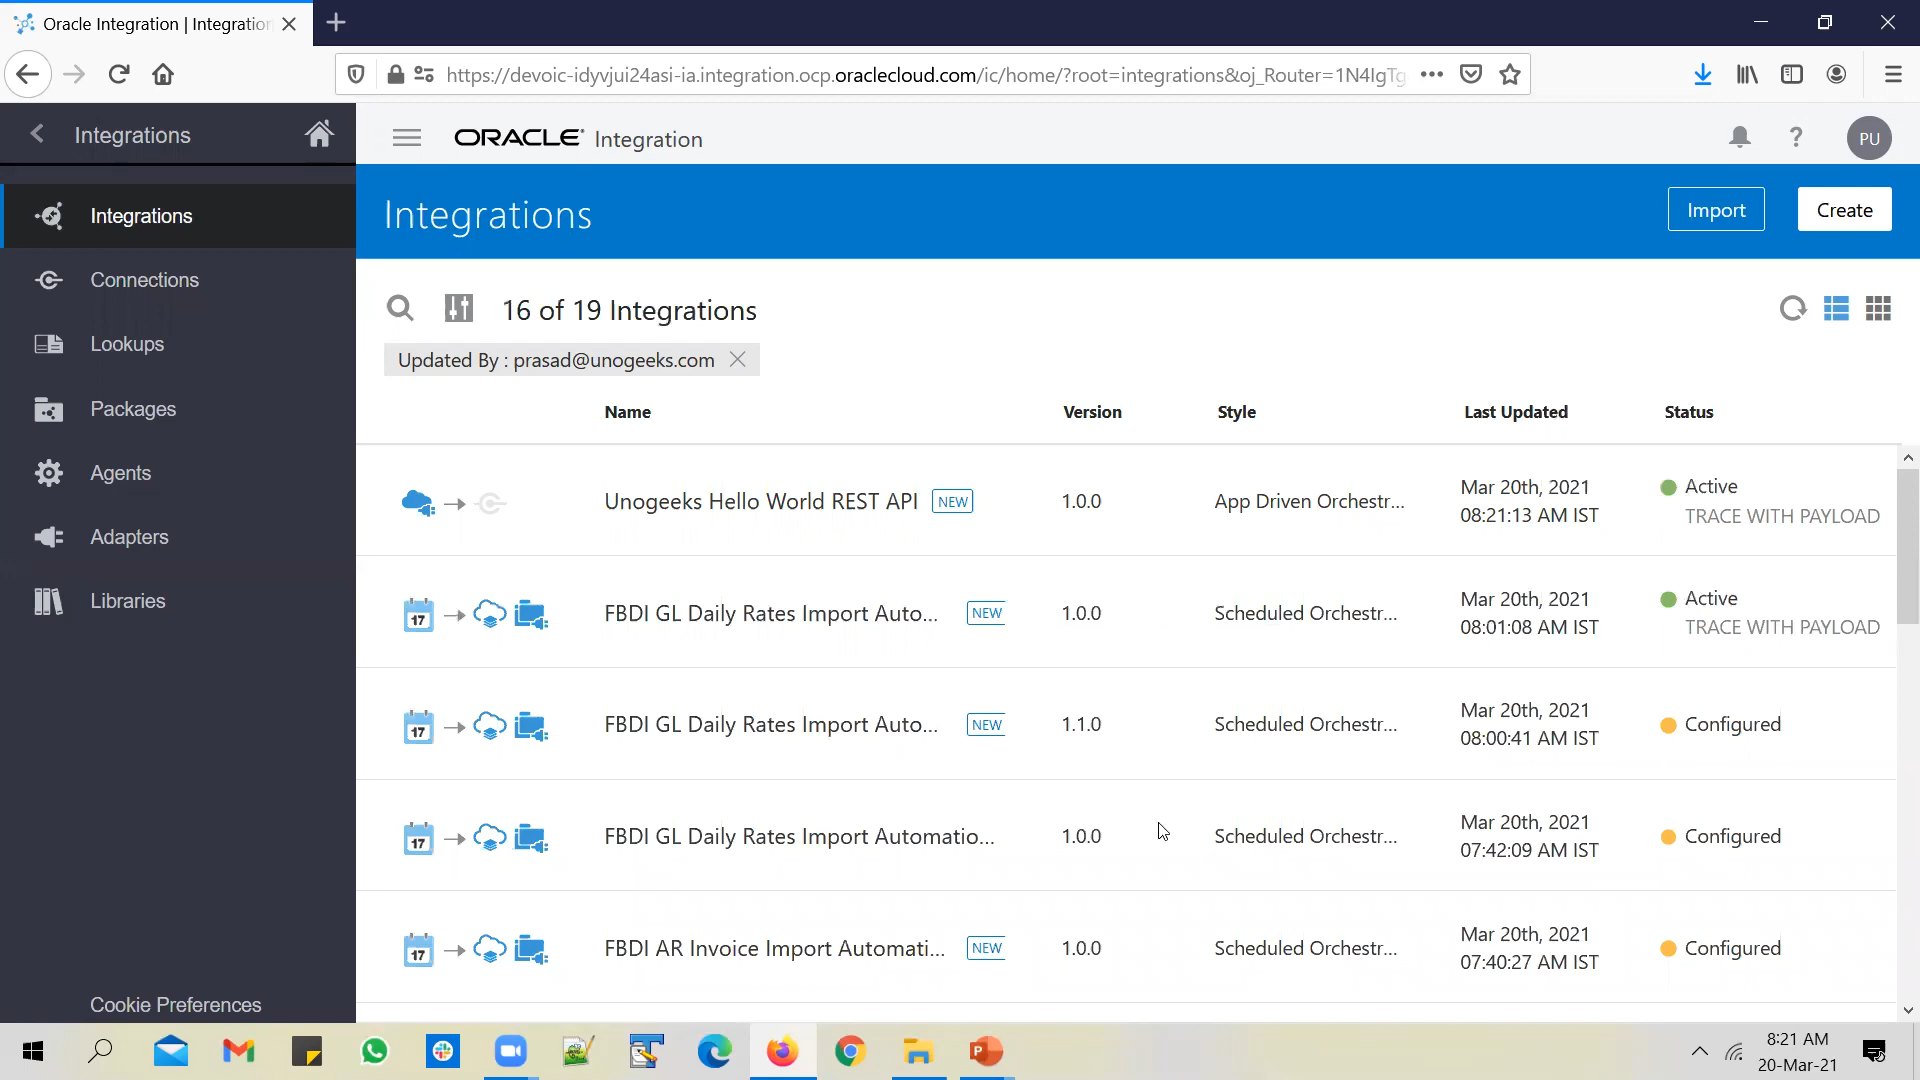 Oracle Integration | Integration
https://devoic-idyvjui24asi-ia.integration.ocp.oraclecloud.com/ic/home/?root=integrations&oj_Router=1N4IgTg
Integrations
Integrations
Connections
Lookups
Packages
Agents
Adapters
Libraries
Cookie Preferences
ORACLE Integration
?
PU
Integrations
Import
Create
16 of 19 Integrations
Updated By : prasad@unogeeks.com
Name Version Style Last Updated Status
Unogeeks Hello World REST API NEW 1.0.0 App Driven Orchestr... Mar 20th, 2021 Active
08:21:13 AM IST TRACE WITH PAYLOAD
17 FBDI GL Daily Rates Import Auto... NEW 1.0.0 Scheduled Orchestr... Mar 20th, 2021 Active
08:01:08 AM IST TRACE WITH PAYLOAD
17 FBDI GL Daily Rates Import Auto... NEW 1.1.0 Scheduled Orchestr... Mar 20th, 2021 Configured
08:00:41 AM IST
17 FBDI GL Daily Rates Import Automatio... 1.0.0 Scheduled Orchestr... Mar 20th, 2021 Configured
07:42:09 AM IST
17 FBDI AR Invoice Import Automati... NEW 1.0.0 Scheduled Orchestr... Mar 20th, 2021 Configured
07:40:27 AM IST
8:21 AM
20-Mar-21